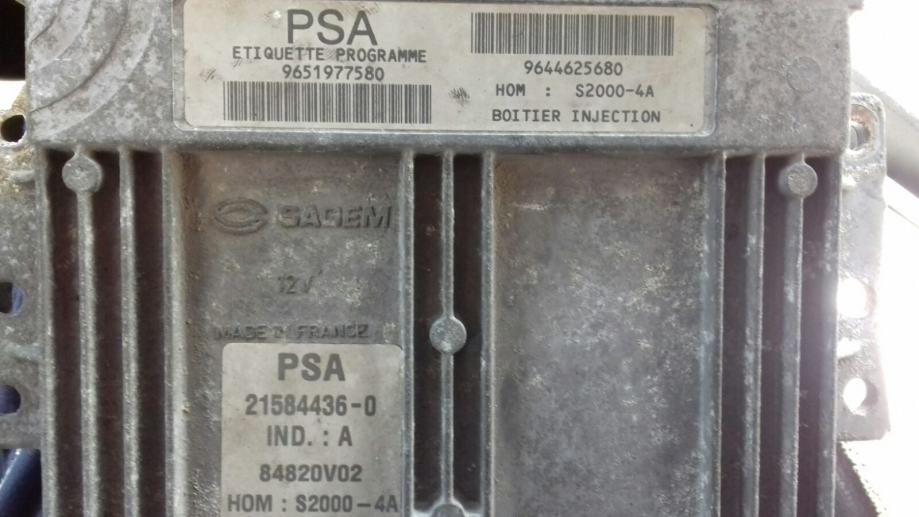 PSA
ETIQUETTE PROGRAMME
9651977580
9644625680
HOM : S2000-4A
BOITIER INJECTION
SAGEM
12V
MADE IN FRANCE
PSA
21584436-0
IND. : A
84820V02
HOM : S2000-4A